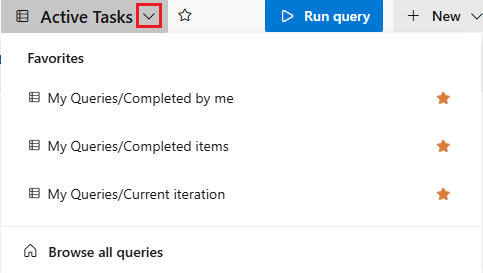 Active Tasks Run query New
Favorites
My Queries/Completed by me
My Queries/Completed items
My Queries/Current iteration
Browse all queries